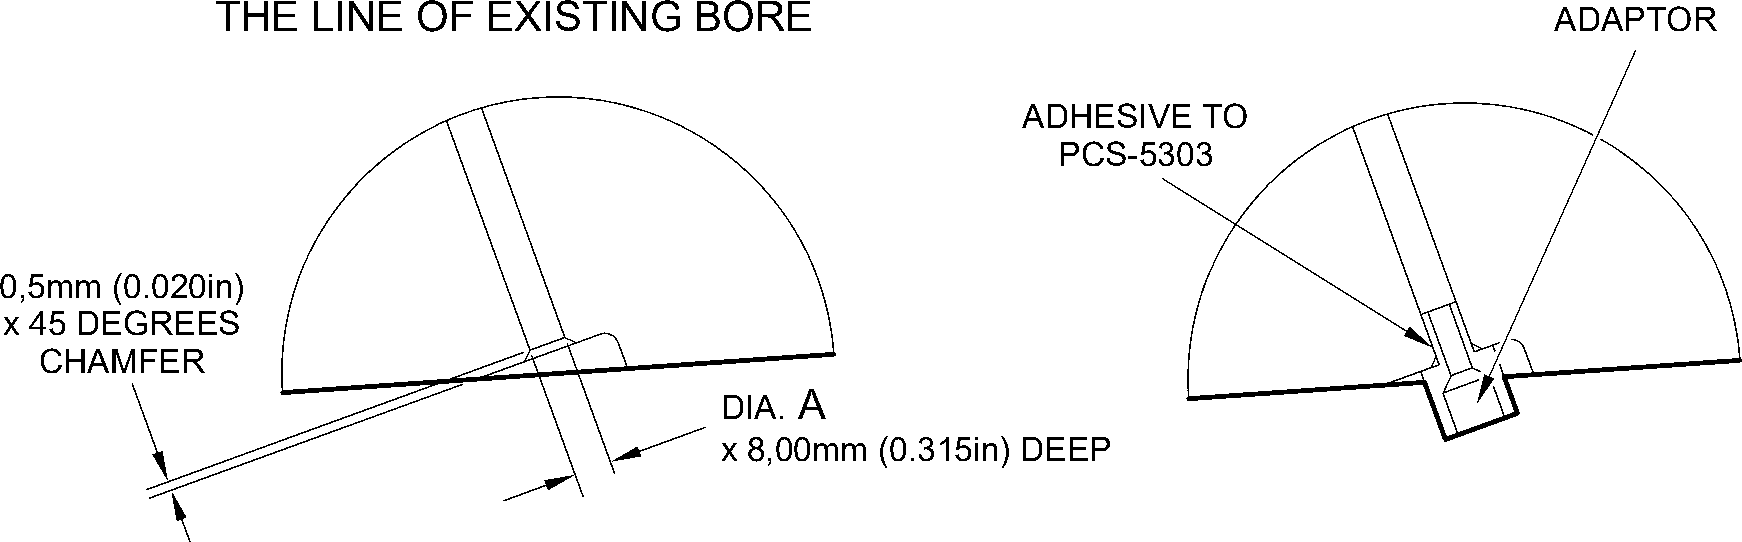 THE LINE OF EXISTING BORE
0,5mm (0.020in)
x 45 DEGREES
CHAMFER
DIA. A
x 8,00mm (0.315in) DEEP
ADAPTOR
ADHESIVE TO
PCS-5303